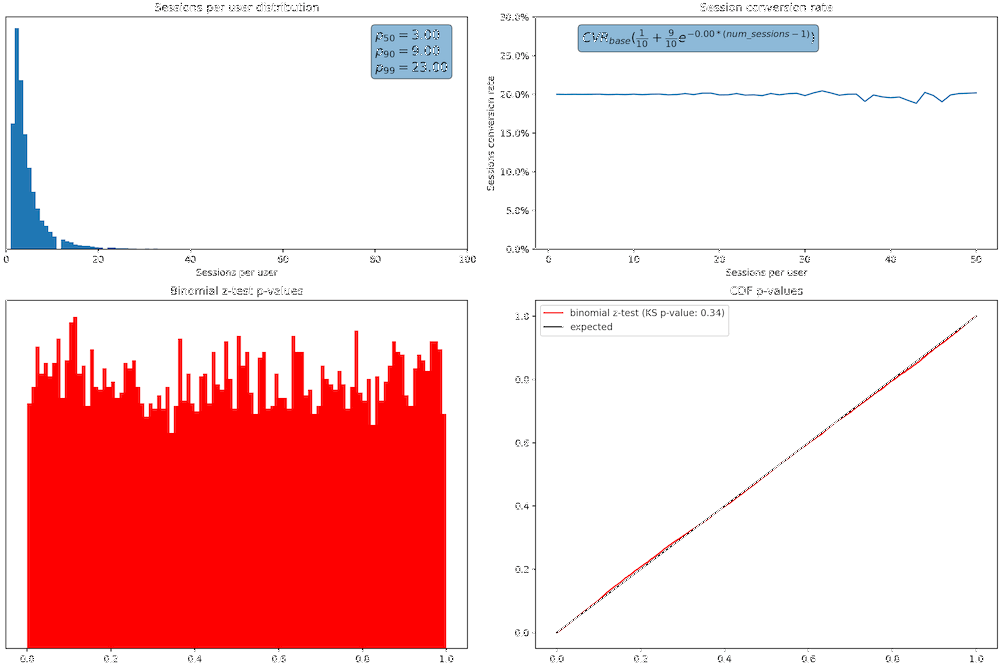 Sessions per user distribution
p50 = 3.00
p90 = 9.00
p99 = 23.00
0 20 40 60 80 100
Sessions per user
Session conversion rate
CVR_base(1/10 + 9/10 e^{-0.00*(num_sessions-1)})
30.0%
25.0%
20.0%
15.0%
10.0%
5.0%
0.0%
Sessions conversion rate
0 10 20 30 40 50
Sessions per user
Binomial z-test p-values
0.0 0.2 0.4 0.6 0.8 1.0
CDF p-values
binomial z-test (KS p-value: 0.34)
expected
1.0
0.8
0.6
0.4
0.2
0.0
0.0 0.2 0.4 0.6 0.8 1.0